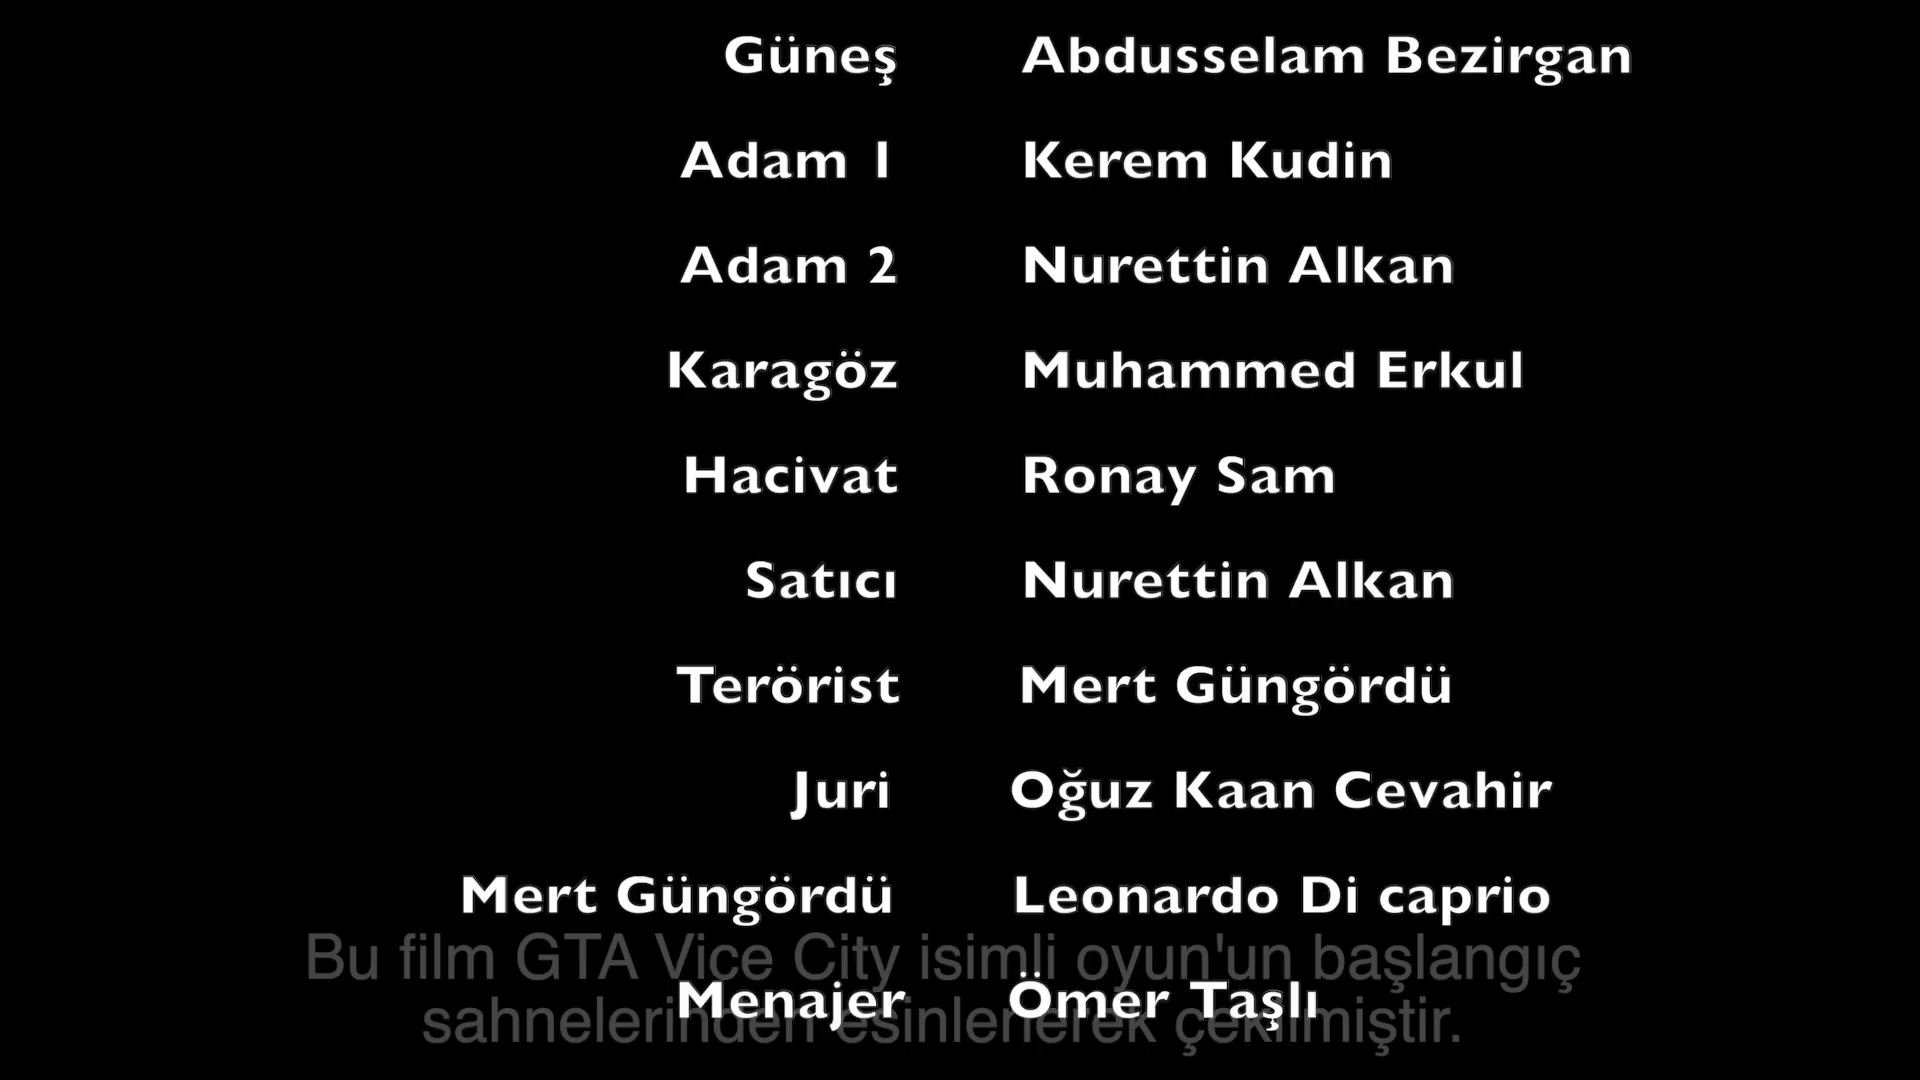 Güneş Abdusselam Bezirgan
Adam 1 Kerem Kudin
Adam 2 Nurettin Alkan
Karagöz Muhammed Erkul
Hacivat Ronay Sam
Satıcı Nurettin Alkan
Terörist Mert Güngördü
Juri Oğuz Kaan Cevahir
Mert Güngördü Leonardo Di caprio
Bu film GTA Vice City isimli oyun'un başlangıç
Menajer Ömer Taşlı
sahnelerinden esinlenerek çekilmiştir.